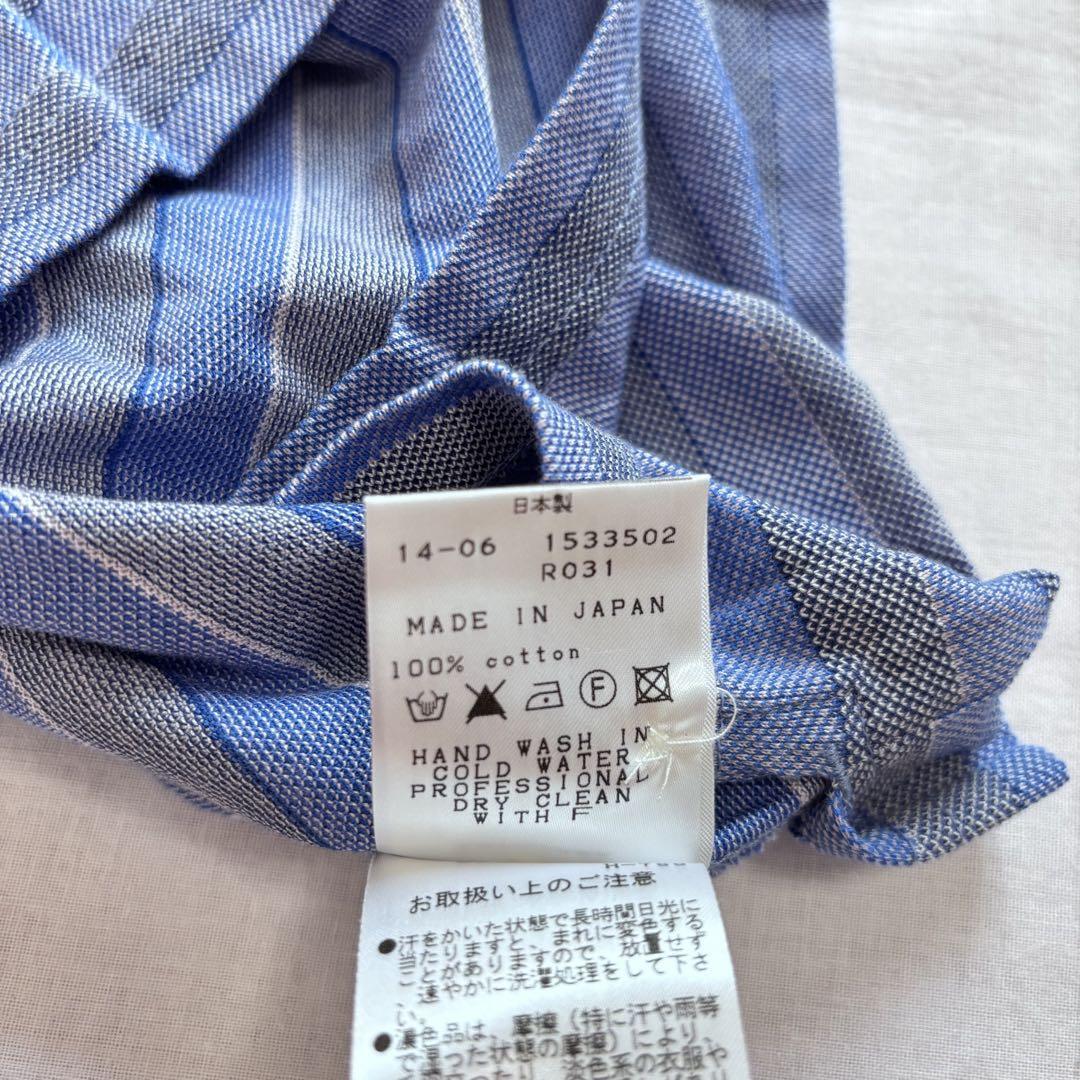 日本製
14-06 1533502
R031
MADE IN JAPAN
100% cotton
F
HAND WASH IN
COLD WATER
PROFESSIONAL
DRY CLEAN
WITH F
お取扱い上のご注意
●汗をかいた状態で長時間日光に
当たりますと、まれに変色する
ことがありますので、放置せず
、速やかに洗濯処理をして下さ
い。
●濃色品は、摩擦(特に汗や雨等
で湿った状態の摩擦)により、
淡色系の衣服や